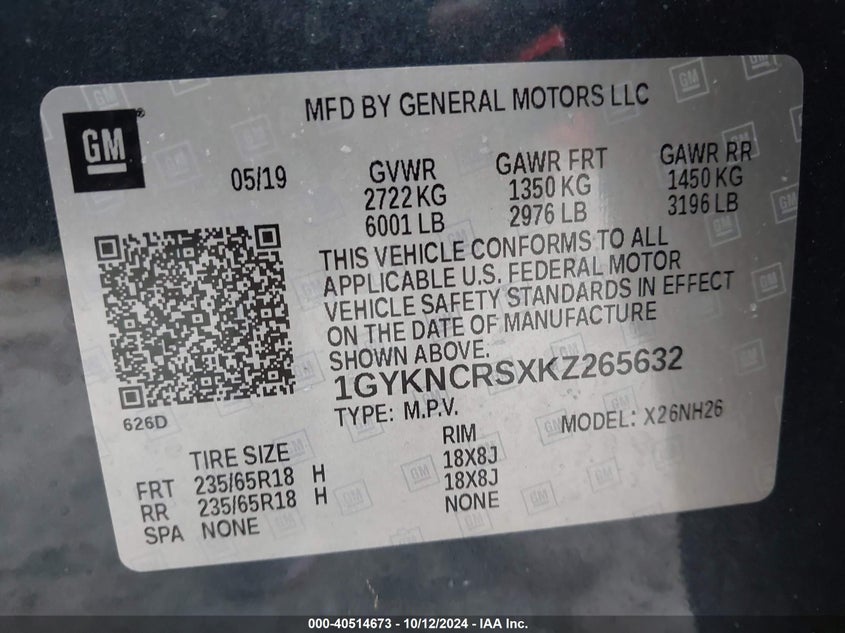 MFD BY GENERAL MOTORS LLC
GM®
05/19
GVWR GAWR FRT GAWR RR
2722 KG 1350 KG 1450 KG
6001 LB 2976 LB 3196 LB
THIS VEHICLE CONFORMS TO ALL
APPLICABLE U.S. FEDERAL MOTOR
VEHICLE SAFETY STANDARDS IN EFFECT
ON THE DATE OF MANUFACTURE
SHOWN ABOVE.
1GYKNCRSXKZ265632
626D
TYPE: M.P.V. MODEL: X26NH26
TIRE SIZE RIM
FRT 235/65R18 H 18X8J
RR 235/65R18 H 18X8J
SPA NONE NONE
000-40514673 - 10/12/2024 - IAA Inc.